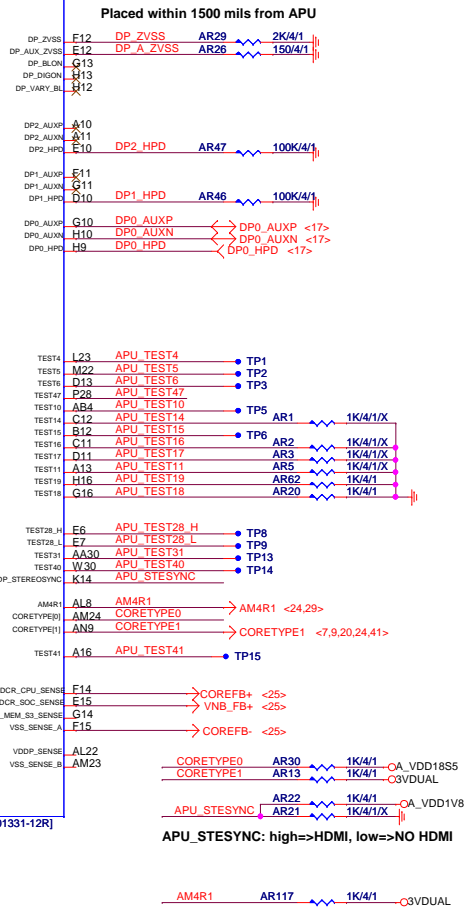 Placed within 1500 mils from APU
DP_ZVSS F12 DP_ZVSS AR29 2K/4/1
DP_AUX_ZVSS E12 DP_A_ZVSS AR26 150/4/1
DP_BLON G13
DP_DIGON H13
DP_VARY_BL H12
DP2_AUXP A10
DP2_AUXN A11
DP2_HPD E10 DP2_HPD AR47 100K/4/1
DP1_AUXP F11
DP1_AUXN G11
DP1_HPD D10 DP1_HPD AR46 100K/4/1
DP0_AUXP G10 DP0_AUXP DP0_AUXP <17>
DP0_AUXN H10 DP0_AUXN DP0_AUXN <17>
DP0_HPD H9 DP0_HPD DP0_HPD <17>
TEST4 L23 APU_TEST4 TP1
TEST5 M22 APU_TEST5 TP2
TEST6 D13 APU_TEST6 TP3
TEST47 P28 APU_TEST47
TEST10 AB4 APU_TEST10 TP5
TEST14 C12 APU_TEST14 AR1 1K/4/1/X
TEST15 B12 APU_TEST15 TP6
TEST16 C11 APU_TEST16 AR2 1K/4/1/X
TEST17 D11 APU_TEST17 AR3 1K/4/1/X
TEST11 A13 APU_TEST11 AR5 1K/4/1/X
TEST19 H16 APU_TEST19 AR62 1K/4/1
TEST18 G16 APU_TEST18 AR20 1K/4/1
TEST28_H E6 APU_TEST28_H TP8
TEST28_L E7 APU_TEST28_L TP9
TEST31 AA30 APU_TEST31 TP13
TEST40 W30 APU_TEST40 TP14
DP_STEREOSYNC K14 APU_STESYNC
AM4R1 AL8 AM4R1 AM4R1 <24,29>
CORETYPE[0] AM24 CORETYPE0
CORETYPE[1] AN9 CORETYPE1 CORETYPE1 <7,9,20,24,41>
TEST41 A16 APU_TEST41 TP15
DCR_CPU_SENSE F14 COREFB+ <25>
DCR_SOC_SENSE E15 VNB_FB+ <25>
_MEM_S3_SENSE G14
VSS_SENSE_A F15 COREFB- <25>
VDDP_SENSE AL22
VSS_SENSE_B AM23
CORETYPE0 AR30 1K/4/1 A_VDD18S5
CORETYPE1 AR13 1K/4/1 3VDUAL
AR22 1K/4/1 A_VDD1V8
APU_STESYNC AR21 1K/4/1/X
01331-12R]
APU_STESYNC: high=>HDMI, low=>NO HDMI
AM4R1 AR117 1K/4/1 3VDUAL